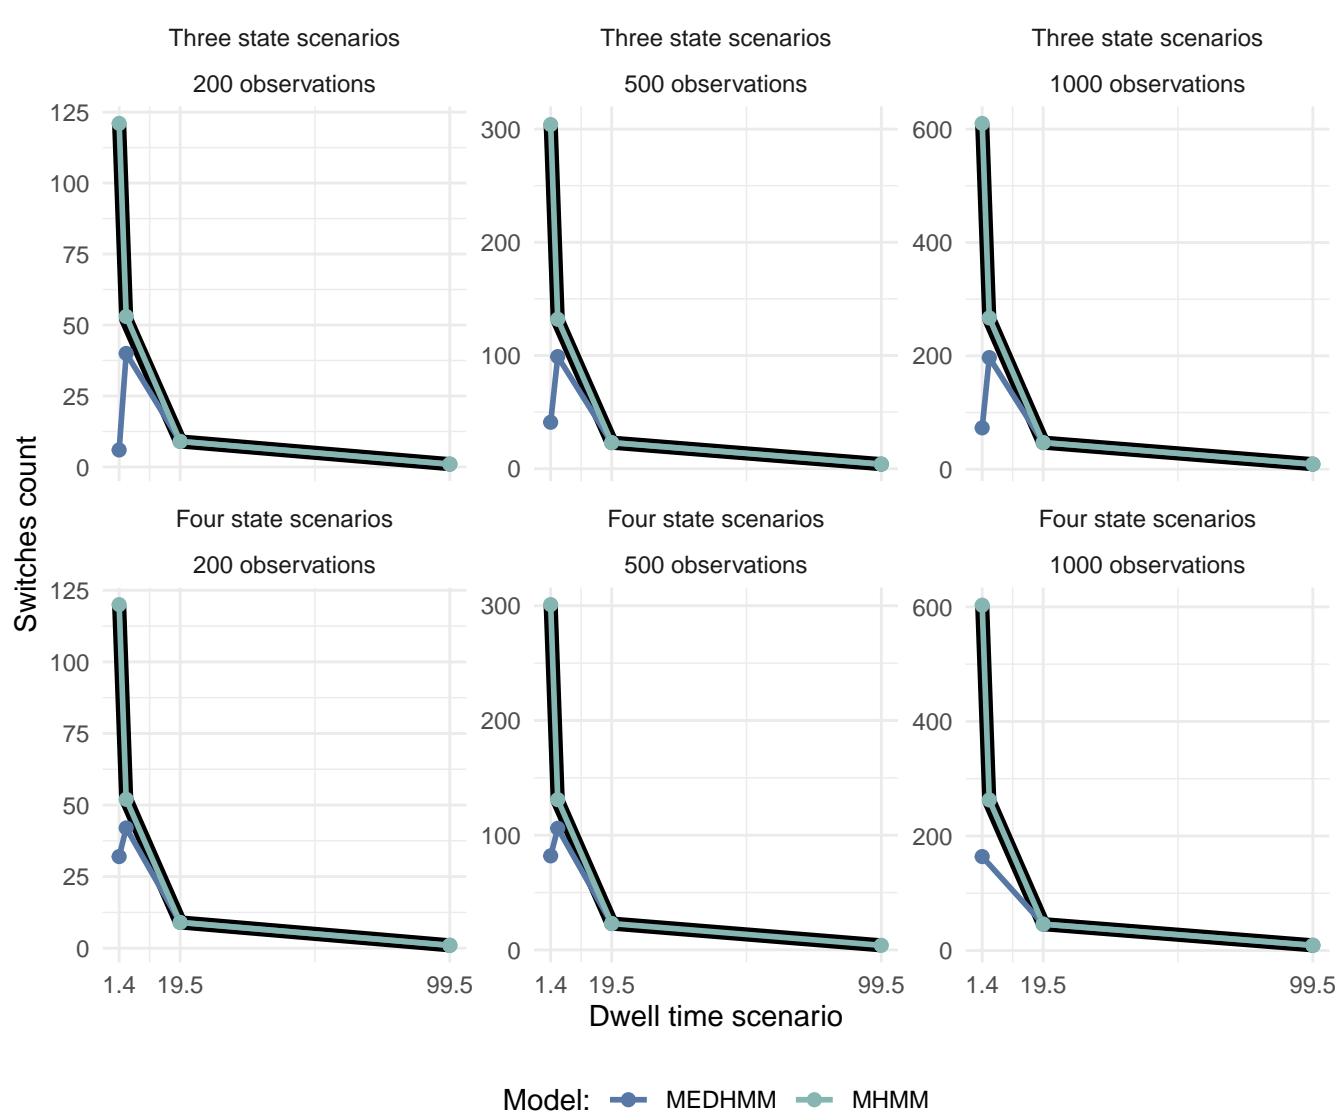 Three state scenarios
200 observations
Three state scenarios
500 observations
Three state scenarios
1000 observations
125
100
75
50
25
0
300
200
100
0
600
400
200
0
Four state scenarios
200 observations
Four state scenarios
500 observations
Four state scenarios
1000 observations
125
100
75
50
25
0
300
200
100
0
600
400
200
0
Switches count
1.4 19.5 99.5
1.4 19.5 99.5
1.4 19.5 99.5
Dwell time scenario
Model: MEDHMM MHMM